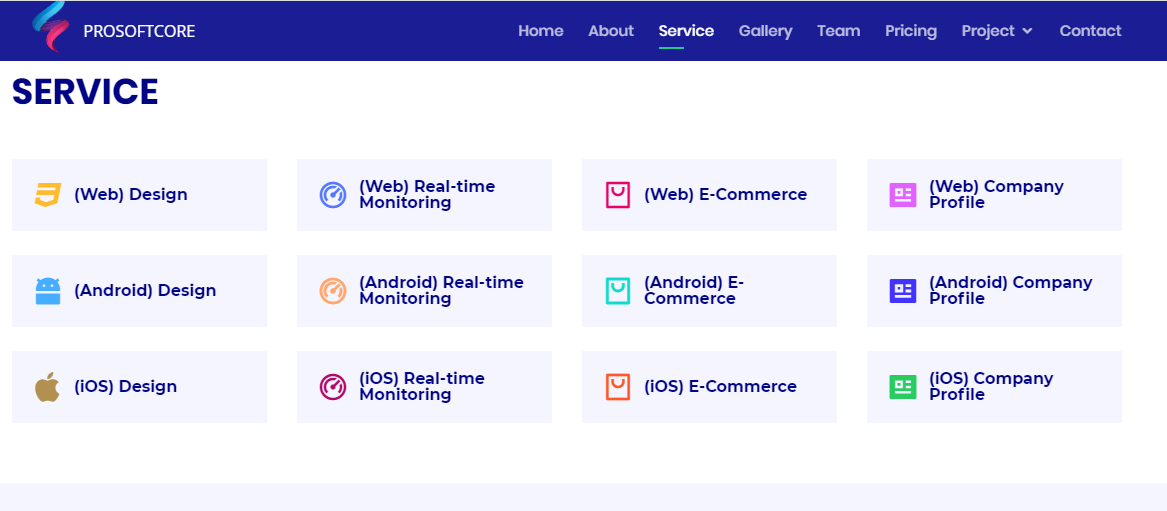 PROSOFTCORE
Home About Service Gallery Team Pricing Project Contact
SERVICE
(Web) Design
(Web) Real-time
Monitoring
(Web) E-Commerce
(Web) Company
Profile
(Android) Design
(Android) Real-time
Monitoring
(Android) E-
Commerce
(Android) Company
Profile
(iOS) Design
(iOS) Real-time
Monitoring
(iOS) E-Commerce
(iOS) Company
Profile